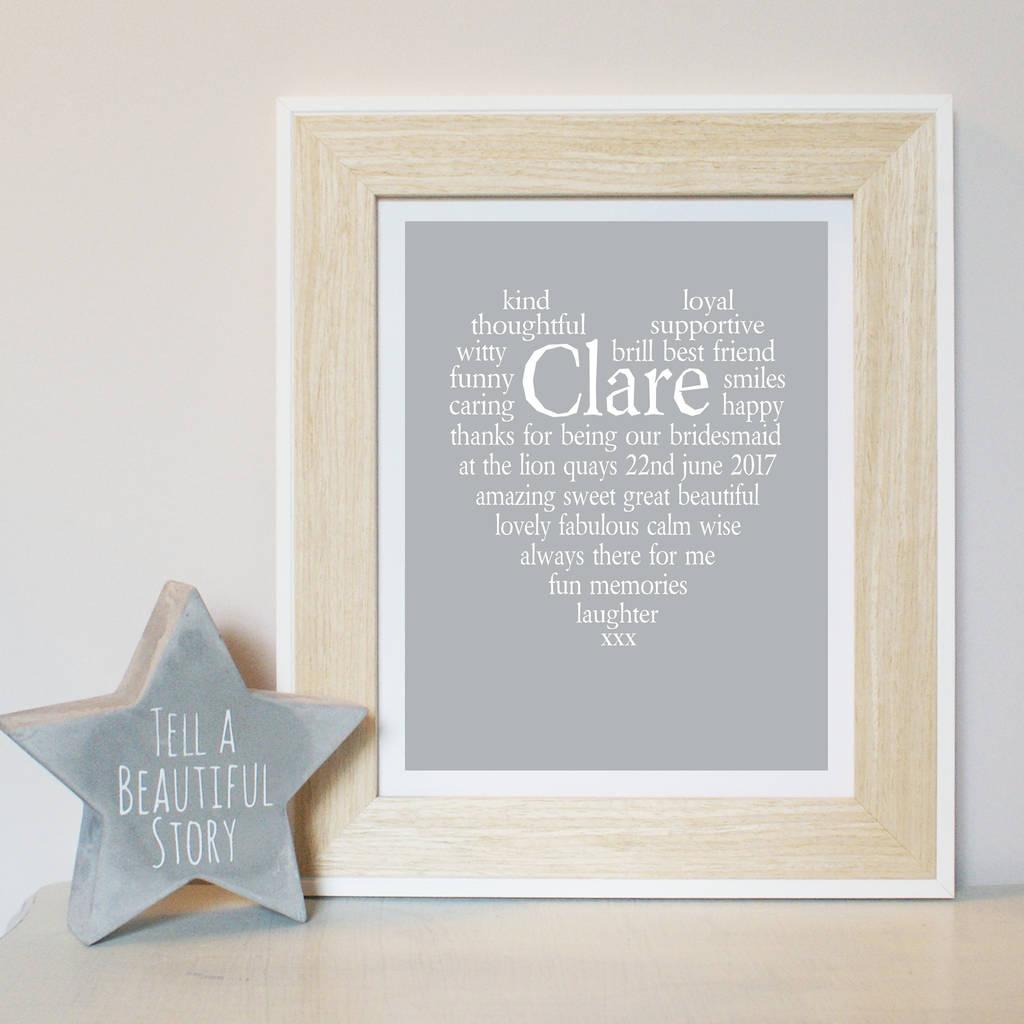 kind loyal
thoughtful supportive
witty brill best friend
funny Clare smiles
caring happy
thanks for being our bridesmaid
at the lion quays 22nd june 2017
amazing sweet great beautiful
lovely fabulous calm wise
always there for me
fun memories
laughter
xxx
TELL A
BEAUTIFUL
STORY